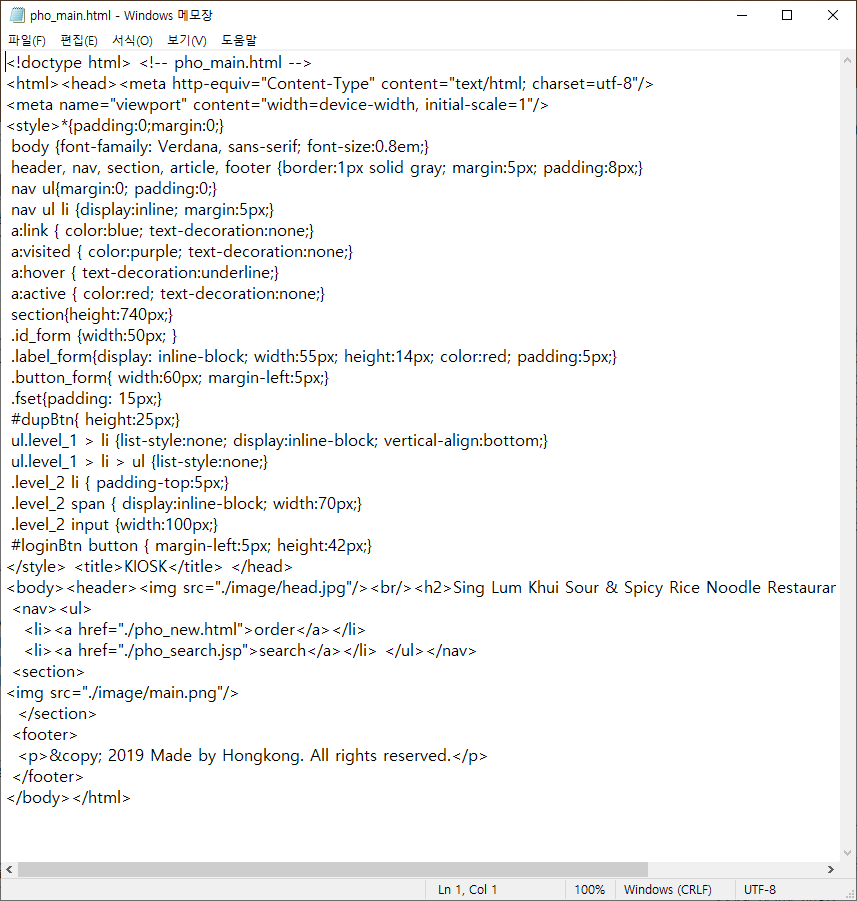 pho_main.html - Windows 메모장
파일(F) 편집(E) 서식(O) 보기(V) 도움말
<!doctype html> <!-- pho_main.html -->
<html><head><meta http-equiv="Content-Type" content="text/html; charset=utf-8"/>
<meta name="viewport" content="width=device-width, initial-scale=1"/>
<style>*{padding:0;margin:0;}
body {font-famaily: Verdana, sans-serif; font-size:0.8em;}
header, nav, section, article, footer {border:1px solid gray; margin:5px; padding:8px;}
nav ul{margin:0; padding:0;}
nav ul li {display:inline; margin:5px;}
a:link { color:blue; text-decoration:none;}
a:visited { color:purple; text-decoration:none;}
a:hover { text-decoration:underline;}
a:active { color:red; text-decoration:none;}
section{height:740px;}
.id_form {width:50px; }
.label_form{display: inline-block; width:55px; height:14px; color:red; padding:5px;}
.button_form{ width:60px; margin-left:5px;}
.fset{padding: 15px;}
#dupBtn{ height:25px;}
ul.level_1 > li {list-style:none; display:inline-block; vertical-align:bottom;}
ul.level_1 > li > ul {list-style:none;}
.level_2 li { padding-top:5px;}
.level_2 span { display:inline-block; width:70px;}
.level_2 input {width:100px;}
#loginBtn button { margin-left:5px; height:42px;}
</style> <title>KIOSK</title> </head>
<body><header><img src="./image/head.jpg"/><br/><h2>Sing Lum Khui Sour & Spicy Rice Noodle Restaurar
<nav><ul>
<li><a href="./pho_new.html">order</a></li>
<li><a href="./pho_search.jsp">search</a></li> </ul></nav>
<section>
<img src="./image/main.png"/>
</section>
<footer>
<p>&copy; 2019 Made by Hongkong. All rights reserved.</p>
</footer>
</body></html>
Ln 1, Col 1 100% Windows (CRLF) UTF-8